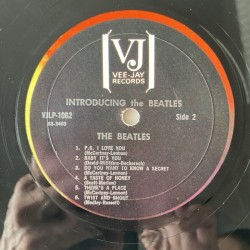 VJ
VEE-JAY
RECORDS
INTRODUCING the BEATLES
VJLP-1062
Side 2
THE BEATLES
1. P.S. I LOVE YOU
(McCartney-Lennon)
2. BABY IT'S YOU
(David-Williams-Bacharach)
3. DO YOU WANT TO KNOW A SECRET
(McCartney-Lennon)
4. A TASTE OF HONEY
(Scott-Marlow)
5. THERE'S A PLACE
(McCartney-Lennon)
6. TWIST AND SHOUT
(Medley-Russell)